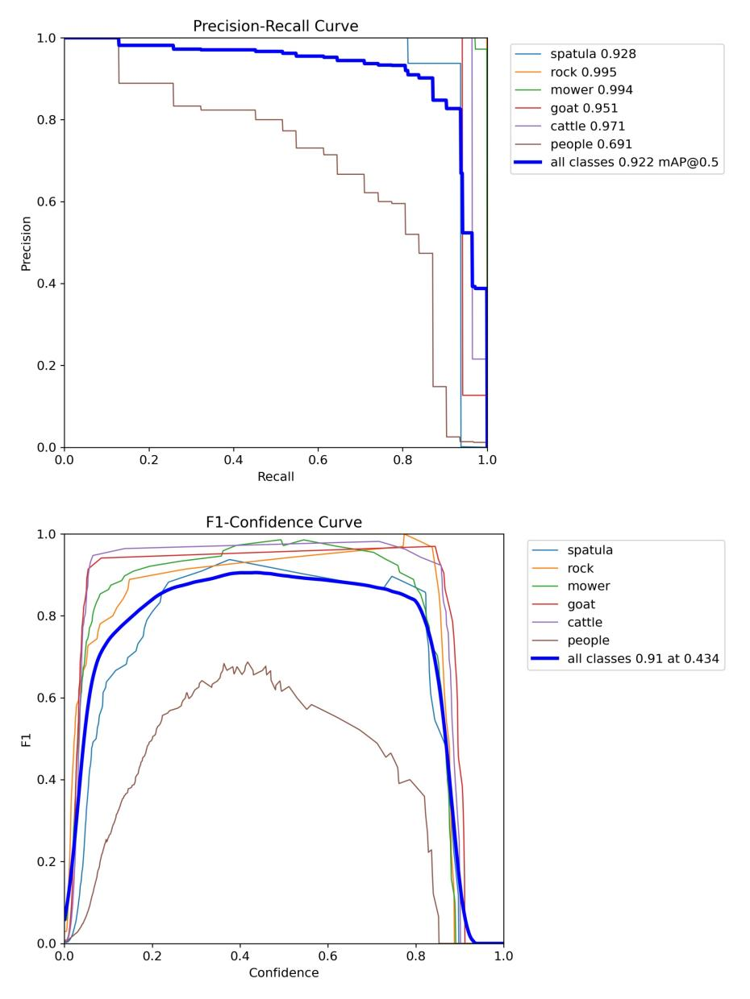 Precision-Recall Curve
1.0
0.8
0.6
0.4
0.2
0.0
Precision
0.0 0.2 0.4 0.6 0.8 1.0
Recall
spatula 0.928
rock 0.995
mower 0.994
goat 0.951
cattle 0.971
people 0.691
all classes 0.922 mAP@0.5
F1-Confidence Curve
1.0
0.8
0.6
0.4
0.2
0.0
F1
0.0 0.2 0.4 0.6 0.8 1.0
Confidence
spatula
rock
mower
goat
cattle
people
all classes 0.91 at 0.434